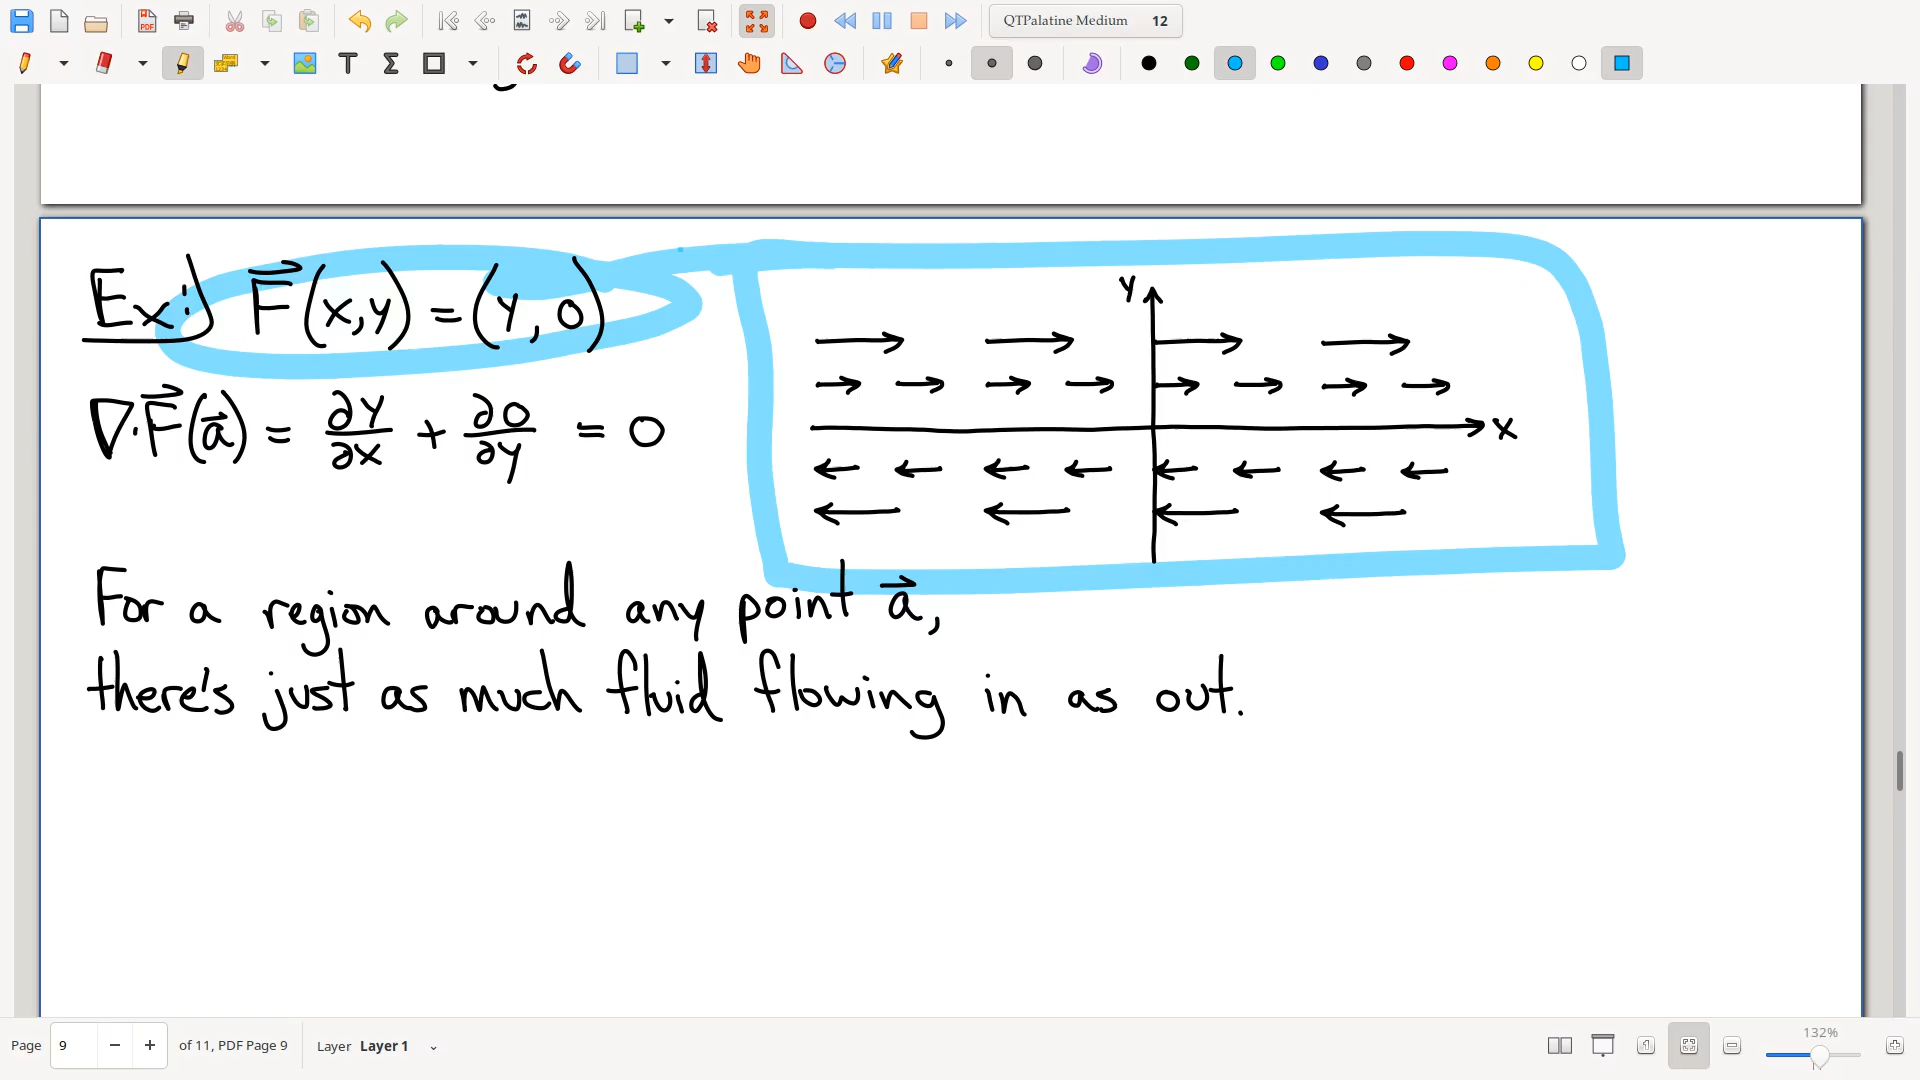 QTPalatine Medium 12
Ex:) F⃗(x,y) = (y, 0)
∇·F⃗(a⃗) = ∂y/∂x + ∂0/∂y = 0
y
x
For a region around any point a⃗,
there's just as much fluid flowing in as out.
Page 9 of 11, PDF Page 9 Layer Layer 1
132%